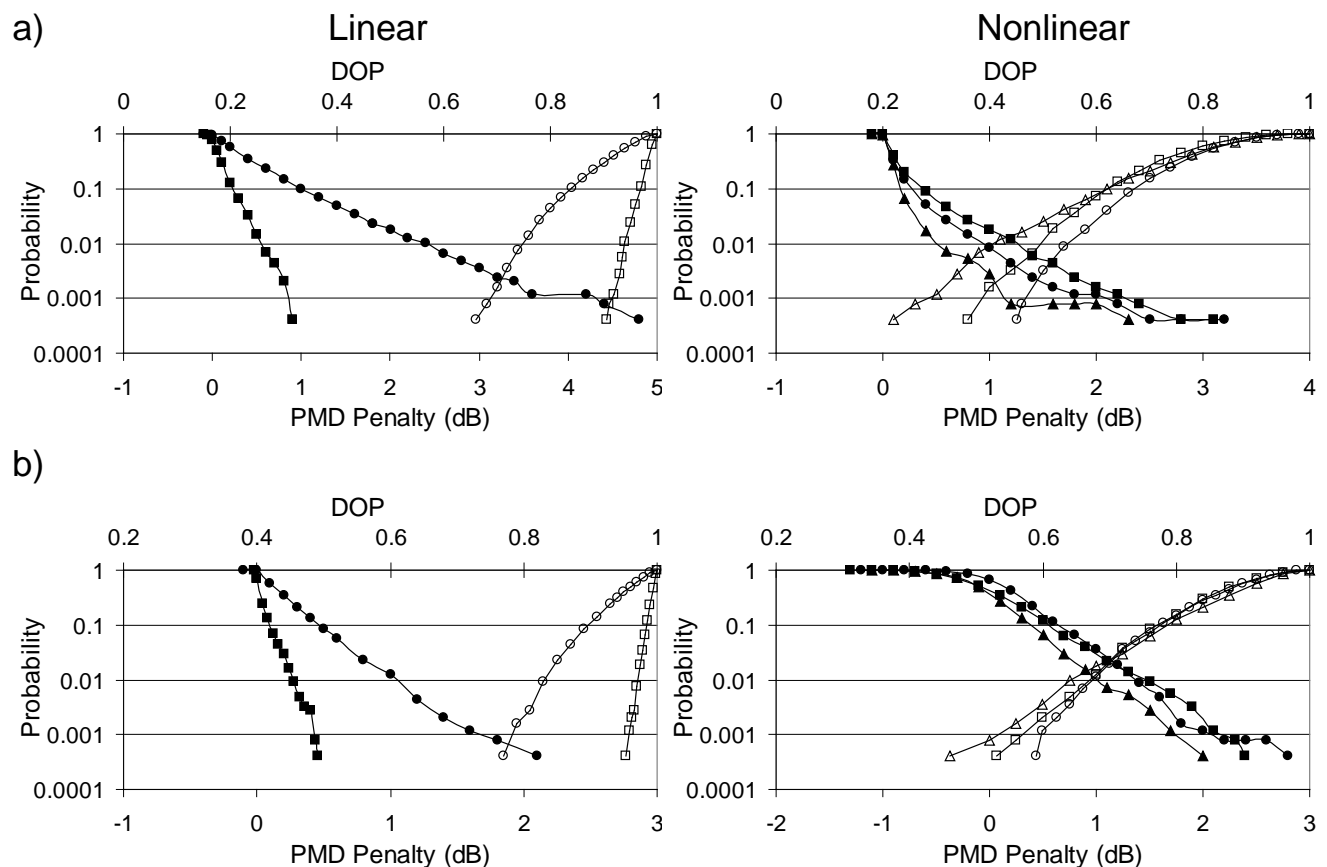 a)
Linear
Nonlinear
DOP
0 0.2 0.4 0.6 0.8 1
Probability
1
0.1
0.01
0.001
0.0001
-1 0 1 2 3 4 5
PMD Penalty (dB)
DOP
0 0.2 0.4 0.6 0.8 1
Probability
1
0.1
0.01
0.001
0.0001
-1 0 1 2 3 4
PMD Penalty (dB)
b)
DOP
0.2 0.4 0.6 0.8 1
Probability
1
0.1
0.01
0.001
0.0001
-1 0 1 2 3
PMD Penalty (dB)
DOP
0.2 0.4 0.6 0.8 1
Probability
1
0.1
0.01
0.001
0.0001
-2 -1 0 1 2 3
PMD Penalty (dB)